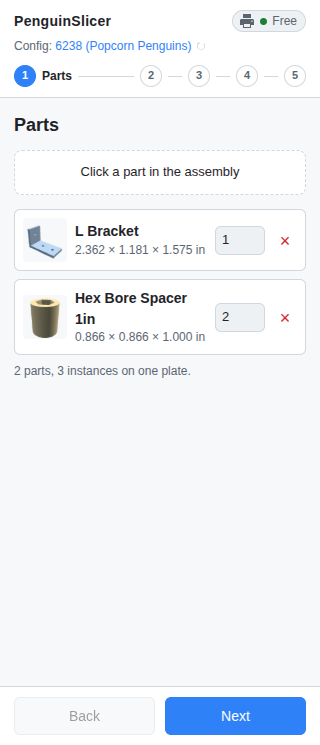 PenguinSlicer
Free
Config: 6238 (Popcorn Penguins)
1 Parts 2 3 4 5
Parts
Click a part in the assembly
L Bracket
2.362 × 1.181 × 1.575 in
1
×
Hex Bore Spacer
1in
0.866 × 0.866 × 1.000 in
2
×
2 parts, 3 instances on one plate.
Back
Next